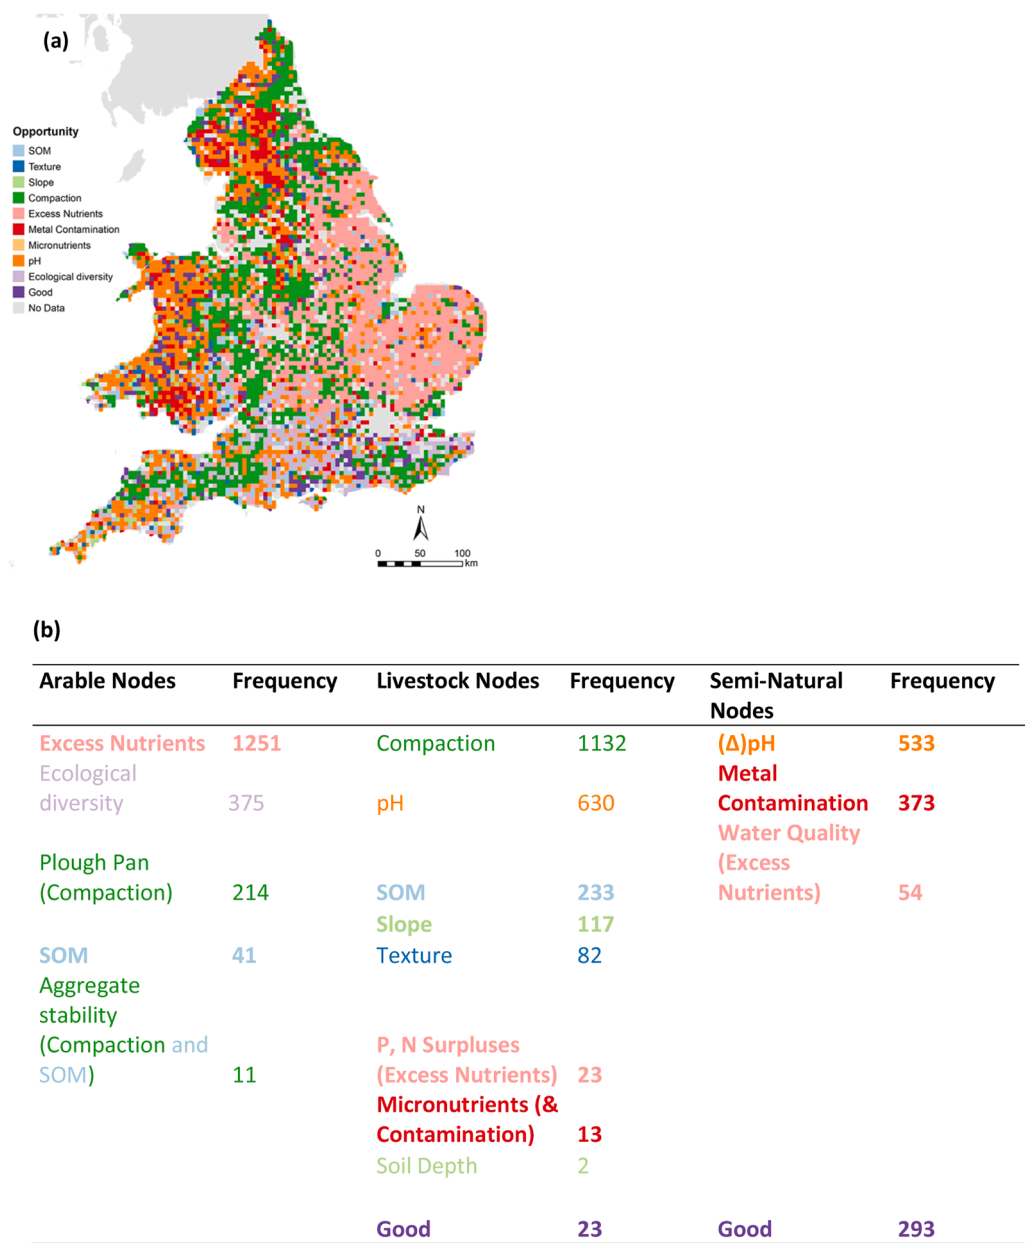 (a)
Opportunity
SOM
Texture
Slope
Compaction
Excess Nutrients
Metal Contamination
Micronutrients
pH
Ecological diversity
Good
No Data
N
0 50 100
km
(b)
Arable Nodes Frequency Livestock Nodes Frequency Semi-Natural Frequency
Nodes
Excess Nutrients 1251 Compaction 1132 (Δ)pH 533
Ecological Metal
diversity 375 pH 630 Contamination 373
Water Quality
Plough Pan (Excess
(Compaction) 214 SOM 233 Nutrients) 54
Slope 117
SOM 41 Texture 82
Aggregate
stability
(Compaction and P, N Surpluses
SOM) 11 (Excess Nutrients) 23
Micronutrients (&
Contamination) 13
Soil Depth 2
Good 23 Good 293